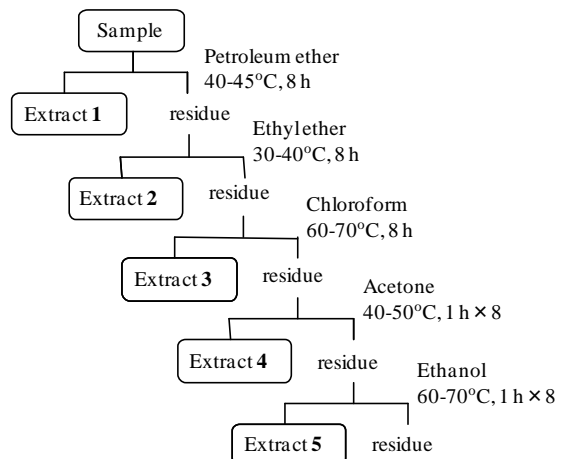 Sample
Petroleum ether
40-45°C, 8 h
Extract 1
residue
Ethyl ether
30-40°C, 8 h
Extract 2
residue
Chloroform
60-70°C, 8 h
Extract 3
residue
Acetone
40-50°C, 1 h × 8
Extract 4
residue
Ethanol
60-70°C, 1 h × 8
Extract 5
residue